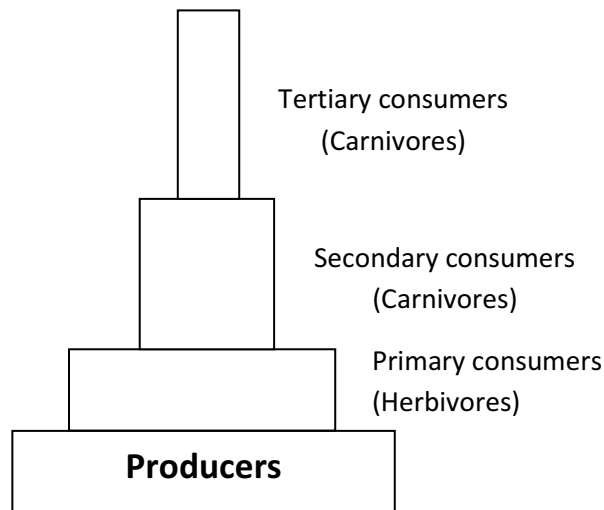 Tertiary consumers
(Carnivores)
Secondary consumers
(Carnivores)
Primary consumers
(Herbivores)
Producers